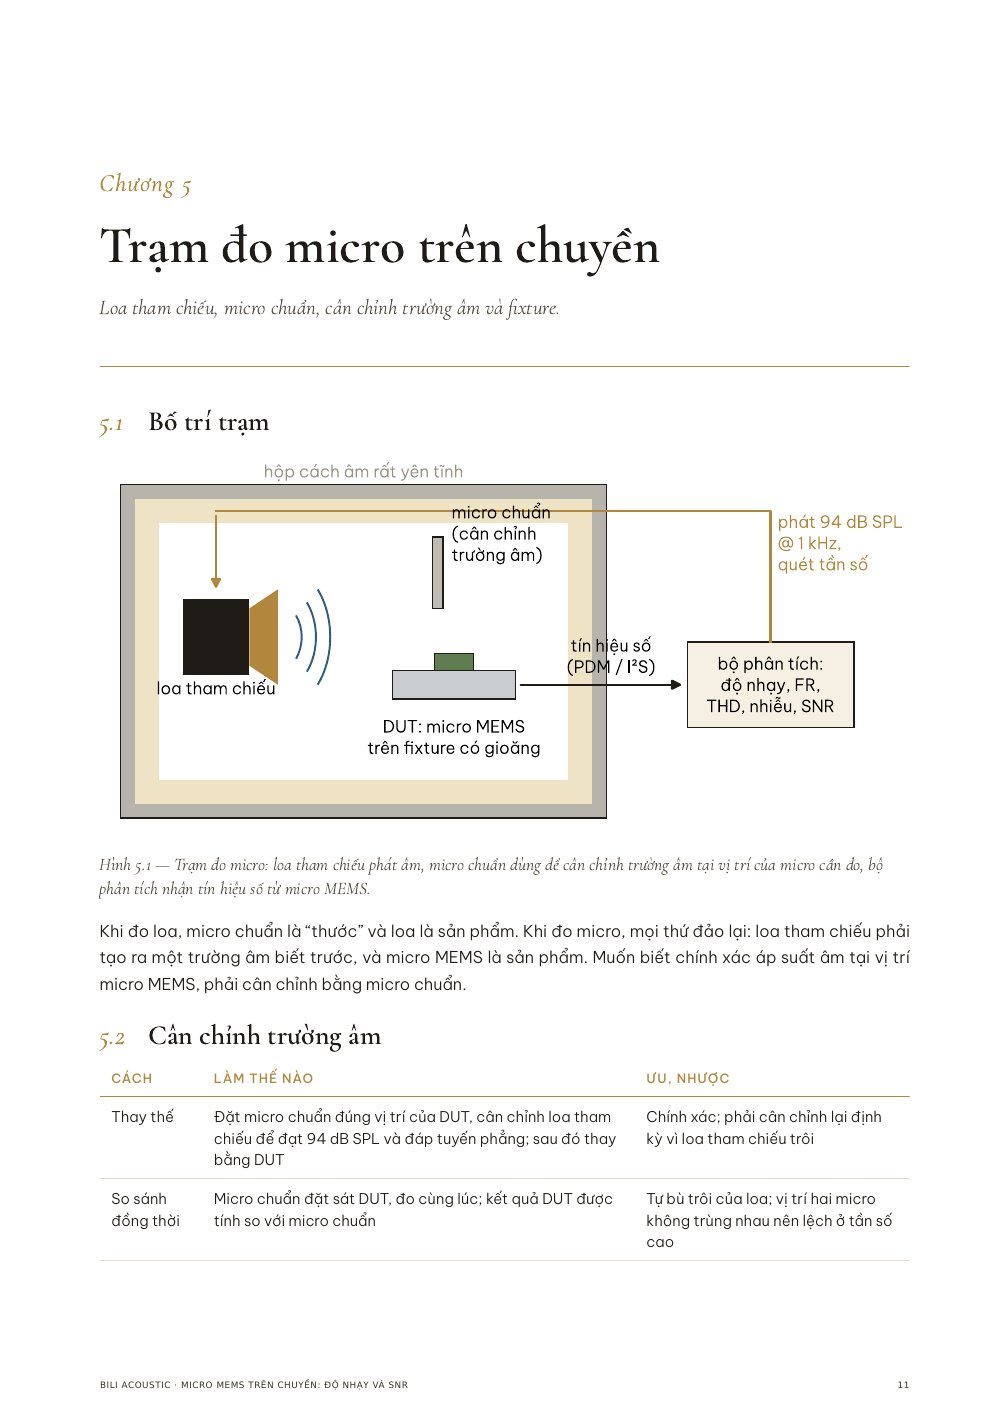 Chương 5
Trạm đo micro trên chuyền
Loa tham chiếu, micro chuẩn, cân chỉnh trường âm và fixture.
5.1 Bố trí trạm
hộp cách âm rất yên tĩnh
micro chuẩn
(cân chỉnh
trường âm)
phát 94 dB SPL
@ 1 kHz,
quét tần số
loa tham chiếu
tín hiệu số
(PDM / I²S)
bộ phân tích:
độ nhạy, FR,
THD, nhiễu, SNR
DUT: micro MEMS
trên fixture có gioăng
Hình 5.1 — Trạm đo micro: loa tham chiếu phát âm, micro chuẩn dùng để cân chỉnh trường âm tại vị trí của micro cần đo, bộ
phân tích nhận tín hiệu số từ micro MEMS.
Khi đo loa, micro chuẩn là “thước” và loa là sản phẩm. Khi đo micro, mọi thứ đảo lại: loa tham chiếu phải
tạo ra một trường âm biết trước, và micro MEMS là sản phẩm. Muốn biết chính xác áp suất âm tại vị trí
micro MEMS, phải cân chỉnh bằng micro chuẩn.
5.2 Cân chỉnh trường âm
CÁCH LÀM THẾ NÀO ƯU, NHƯỢC
Thay thế Đặt micro chuẩn đúng vị trí của DUT, cân chỉnh loa tham Chính xác; phải cân chỉnh lại định
chiếu để đạt 94 dB SPL và đáp tuyến phẳng; sau đó thay kỳ vì loa tham chiếu trôi
bằng DUT
So sánh Micro chuẩn đặt sát DUT, đo cùng lúc; kết quả DUT được Tự bù trôi của loa; vị trí hai micro
đồng thời tính so với micro chuẩn không trùng nhau nên lệch ở tần số
cao
BILI ACOUSTIC · MICRO MEMS TRÊN CHUYỀN: ĐỘ NHẠY VÀ SNR 11